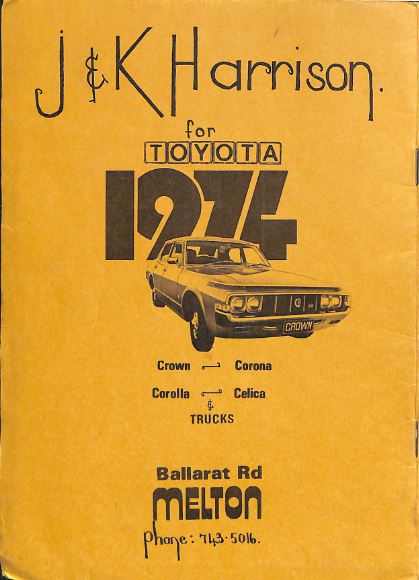 J & K Harrison.
for
TOYOTA
1974
CROWN
Crown Corona
Corolla Celica
&
TRUCKS
Ballarat Rd
MELTON
phone: 743-5016.